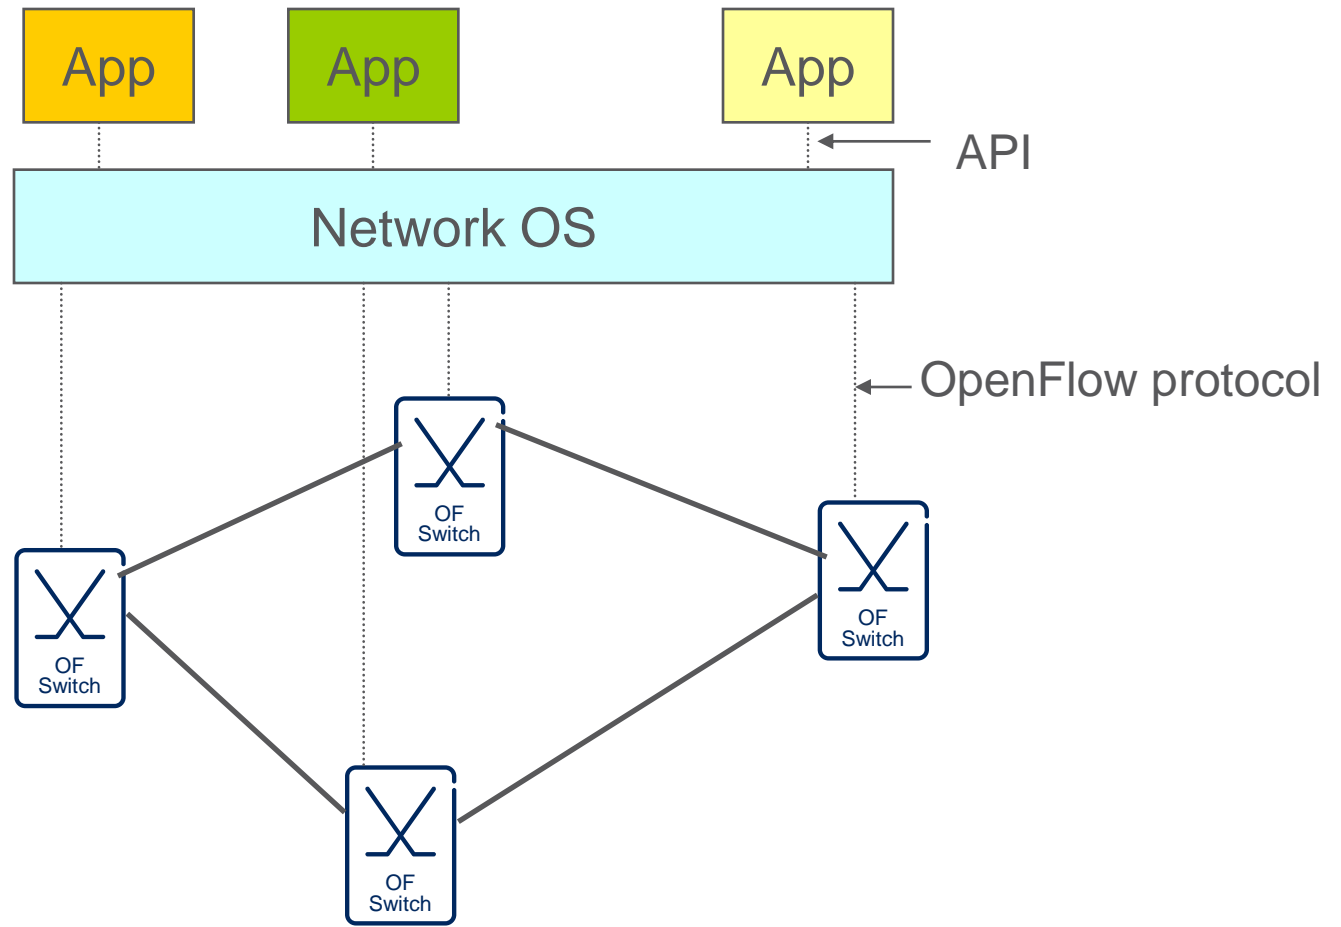 App
App
App
API
Network OS
OpenFlow protocol
OF
Switch
OF
Switch
OF
Switch
OF
Switch